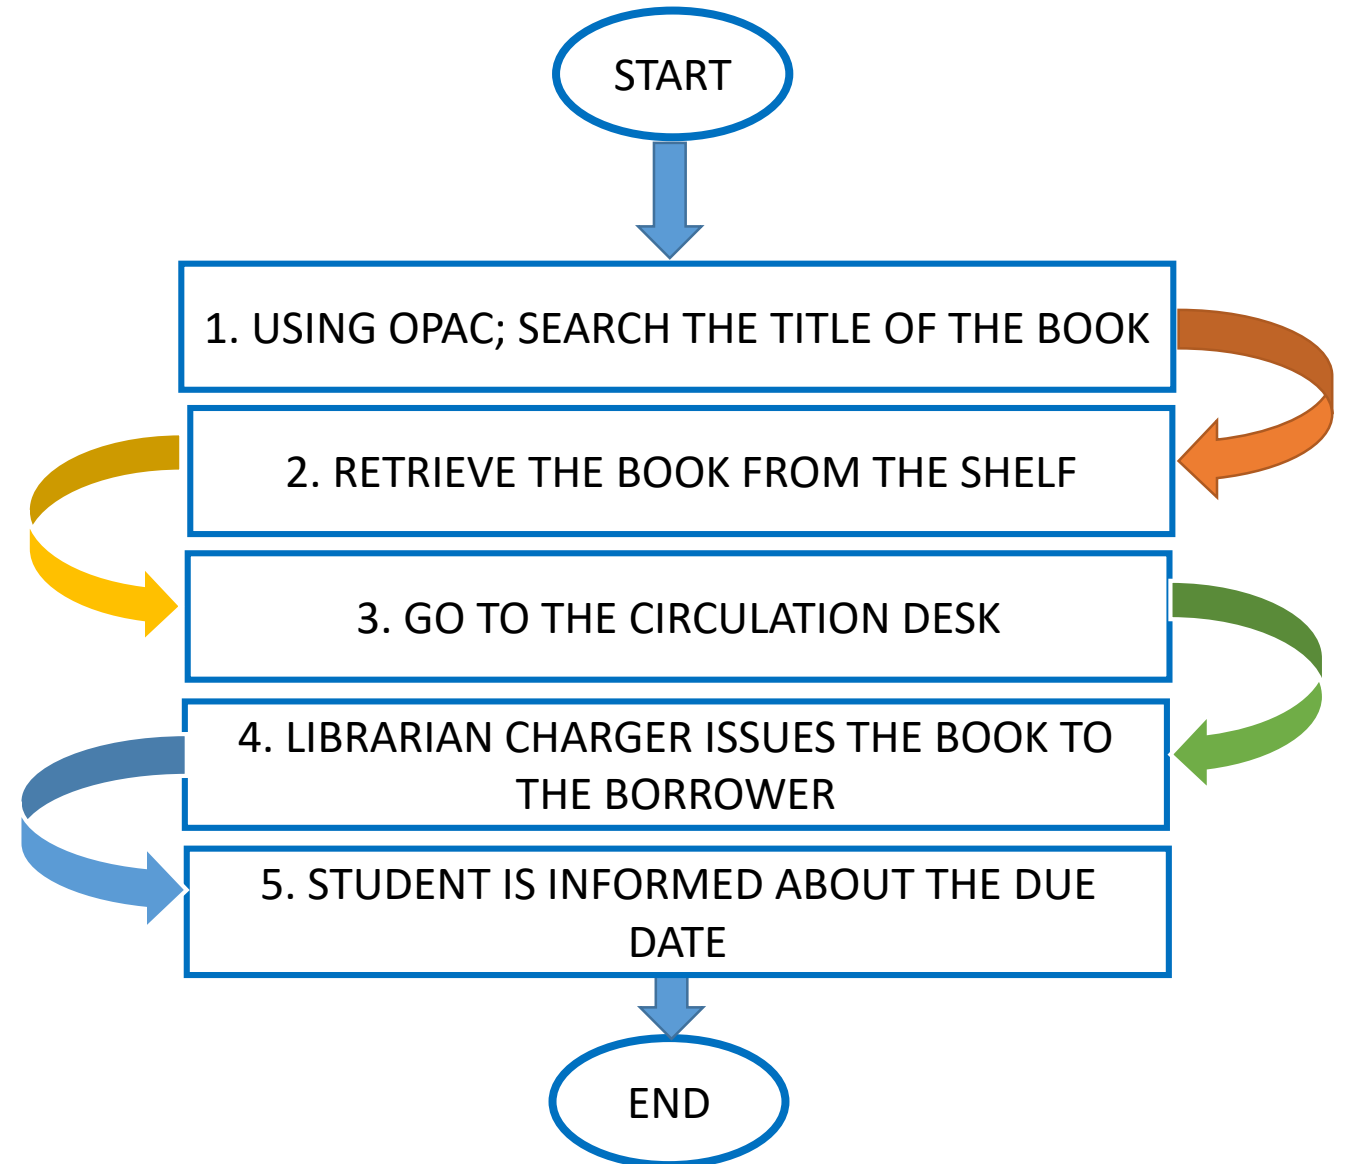 START
1. USING OPAC; SEARCH THE TITLE OF THE BOOK
2. RETRIEVE THE BOOK FROM THE SHELF
3. GO TO THE CIRCULATION DESK
4. LIBRARIAN CHARGER ISSUES THE BOOK TO
THE BORROWER
5. STUDENT IS INFORMED ABOUT THE DUE
DATE
END